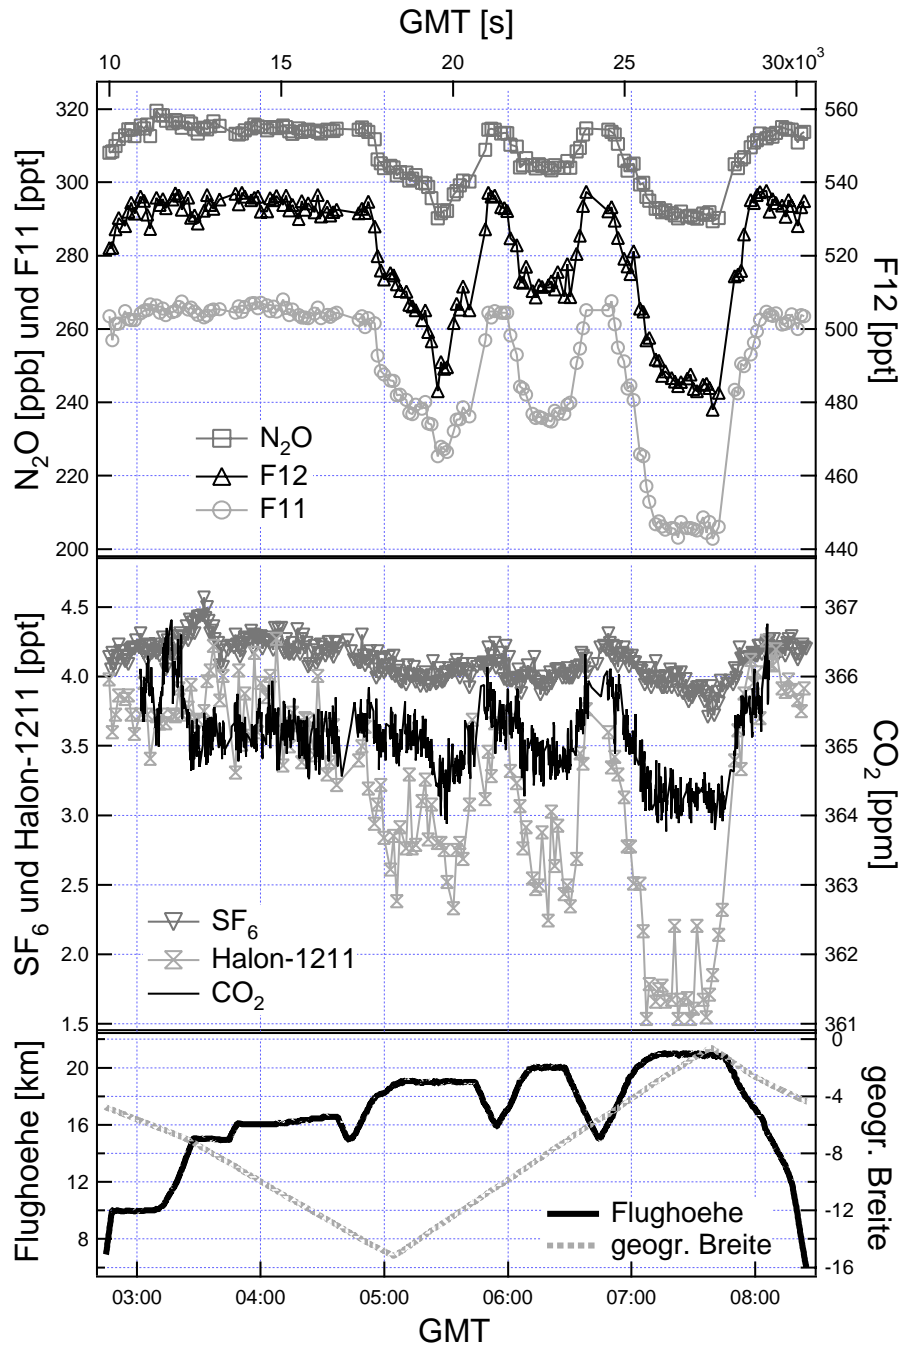 GMT [s]
10 15 20 25 30x10³
320 560
300 540
280 520
260 500
240 480
220 460
200 440
N₂O [ppb] und F11 [ppt]
F12 [ppt]
N₂O
F12
F11
4.5 367
4.0 366
3.5 365
3.0 364
2.5 363
2.0 362
1.5 361
SF₆ und Halon-1211 [ppt]
CO₂ [ppm]
SF₆
Halon-1211
CO₂
20 0
16 -4
12 -8
8 -12
-16
Flughoehe [km]
geogr. Breite
Flughoehe
geogr. Breite
03:00 04:00 05:00 06:00 07:00 08:00
GMT